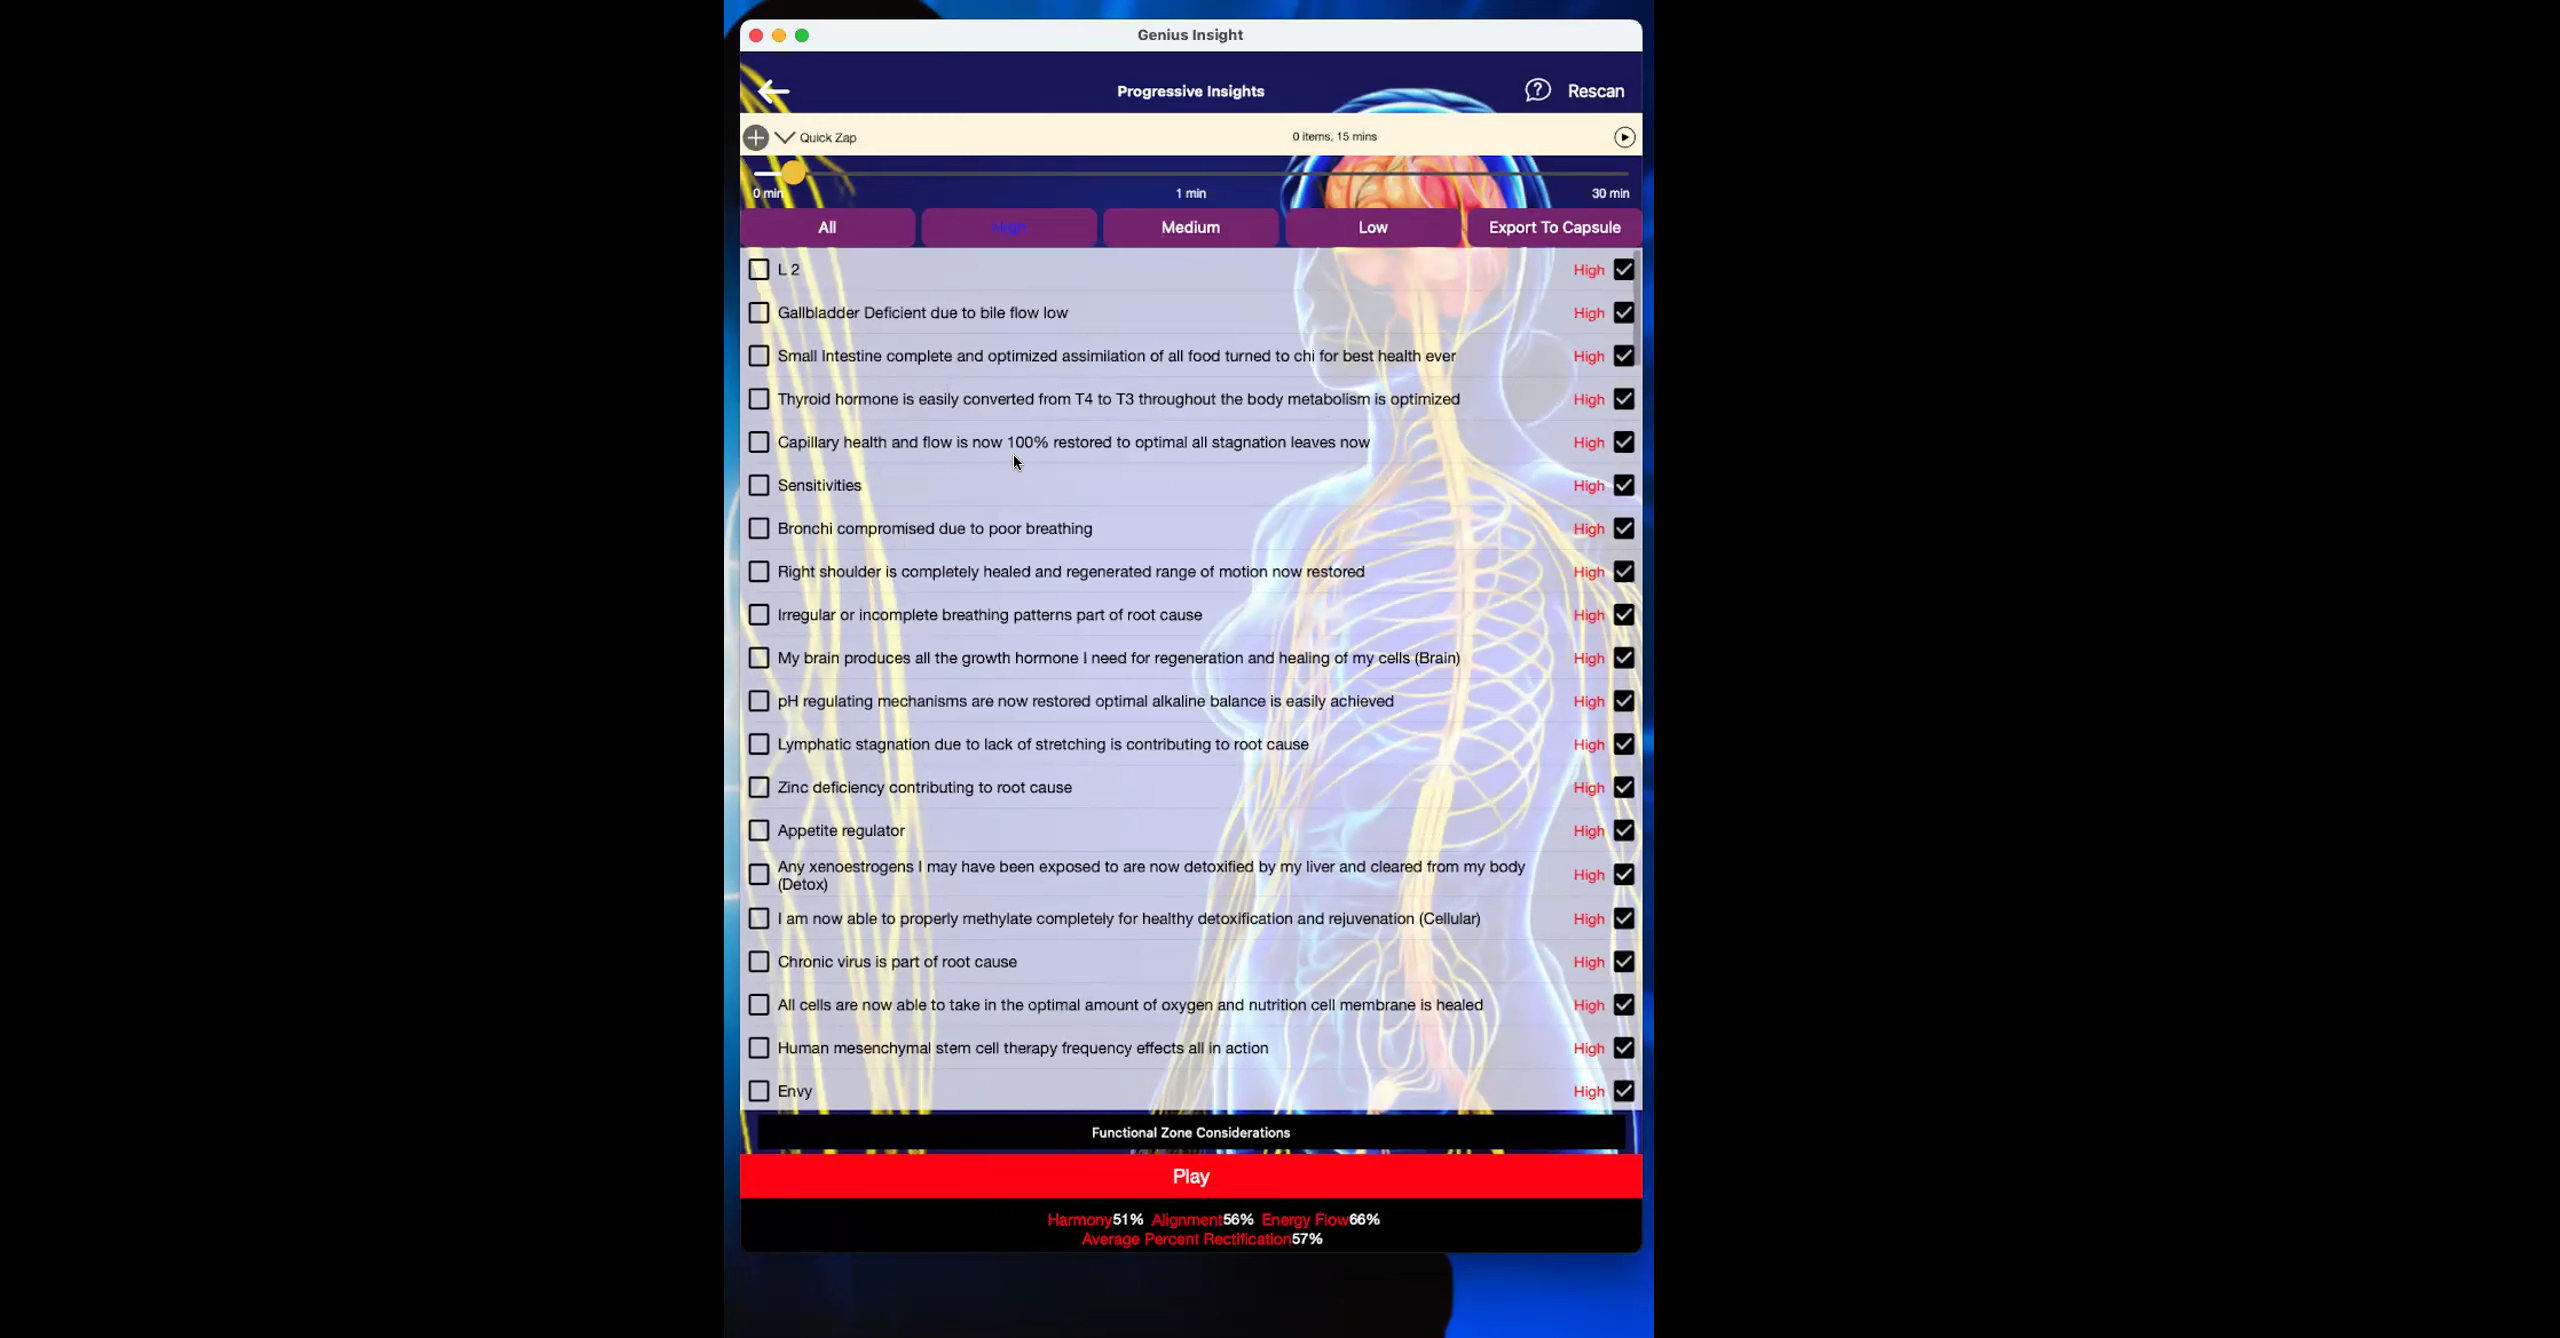 Genius Insight
Progressive Insights
Rescan
Quick Zap
0 items, 15 mins
0 min
1 min
30 min
All
High
Medium
Low
Export To Capsule
L 2 High
Gallbladder Deficient due to bile flow low High
Small Intestine complete and optimized assimilation of all food turned to chi for best health ever High
Thyroid hormone is easily converted from T4 to T3 throughout the body metabolism is optimized High
Capillary health and flow is now 100% restored to optimal all stagnation leaves now High
Sensitivities High
Bronchi compromised due to poor breathing High
Right shoulder is completely healed and regenerated range of motion now restored High
Irregular or incomplete breathing patterns part of root cause High
My brain produces all the growth hormone I need for regeneration and healing of my cells (Brain) High
pH regulating mechanisms are now restored optimal alkaline balance is easily achieved High
Lymphatic stagnation due to lack of stretching is contributing to root cause High
Zinc deficiency contributing to root cause High
Appetite regulator High
Any xenoestrogens I may have been exposed to are now detoxified by my liver and cleared from my body
(Detox) High
I am now able to properly methylate completely for healthy detoxification and rejuvenation (Cellular) High
Chronic virus is part of root cause High
All cells are now able to take in the optimal amount of oxygen and nutrition cell membrane is healed High
Human mesenchymal stem cell therapy frequency effects all in action High
Envy High
Functional Zone Considerations
Play
Harmony51% Alignment56% Energy Flow66%
Average Percent Rectification57%